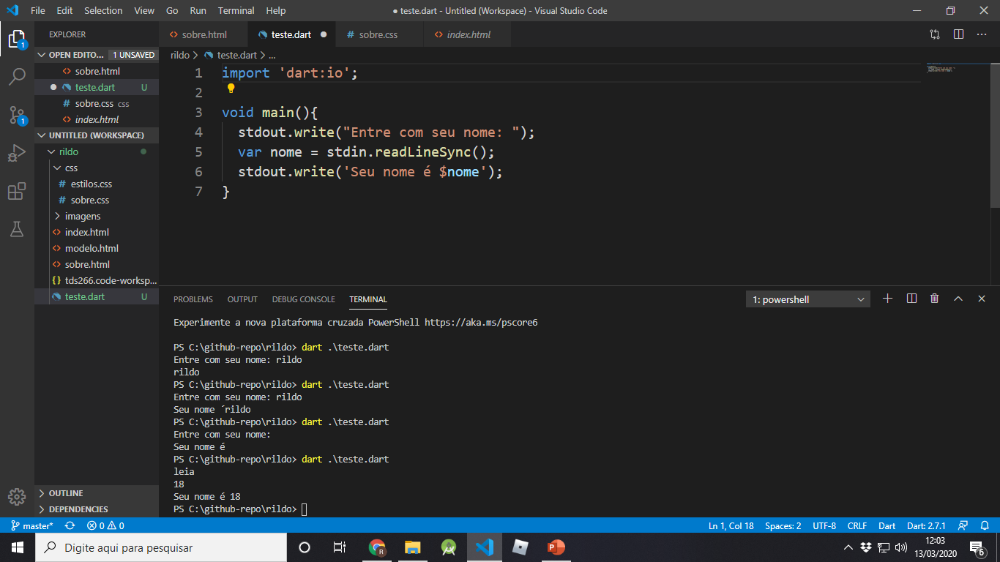 File Edit Selection View Go Run Terminal Help ● teste.dart - Untitled (Workspace) - Visual Studio Code
EXPLORER
OPEN EDITO... 1 UNSAVED
sobre.html
teste.dart U
sobre.css css
index.html
UNTITLED (WORKSPACE)
rildo
css
estilos.css
sobre.css
imagens
index.html
modelo.html
sobre.html
tds266.code-worksp...
teste.dart U
OUTLINE
DEPENDENCIES
sobre.html teste.dart ● sobre.css index.html
rildo > teste.dart > ...
1 import 'dart:io';
2
3 void main(){
4 stdout.write("Entre com seu nome: ");
5 var nome = stdin.readLineSync();
6 stdout.write('Seu nome é $nome');
7 }
PROBLEMS OUTPUT DEBUG CONSOLE TERMINAL 1: powershell
Experimente a nova plataforma cruzada PowerShell https://aka.ms/pscore6
PS C:\github-repo\rildo> dart .\teste.dart
Entre com seu nome: rildo
rildo
PS C:\github-repo\rildo> dart .\teste.dart
Entre com seu nome: rildo
Seu nome ´rildo
PS C:\github-repo\rildo> dart .\teste.dart
Entre com seu nome:
Seu nome é
PS C:\github-repo\rildo> dart .\teste.dart
leia
18
Seu nome é 18
PS C:\github-repo\rildo>
master* 0 0 Ln 1, Col 18 Spaces: 2 UTF-8 CRLF Dart Dart: 2.7.1
Digite aqui para pesquisar
12:03
13/03/2020
6